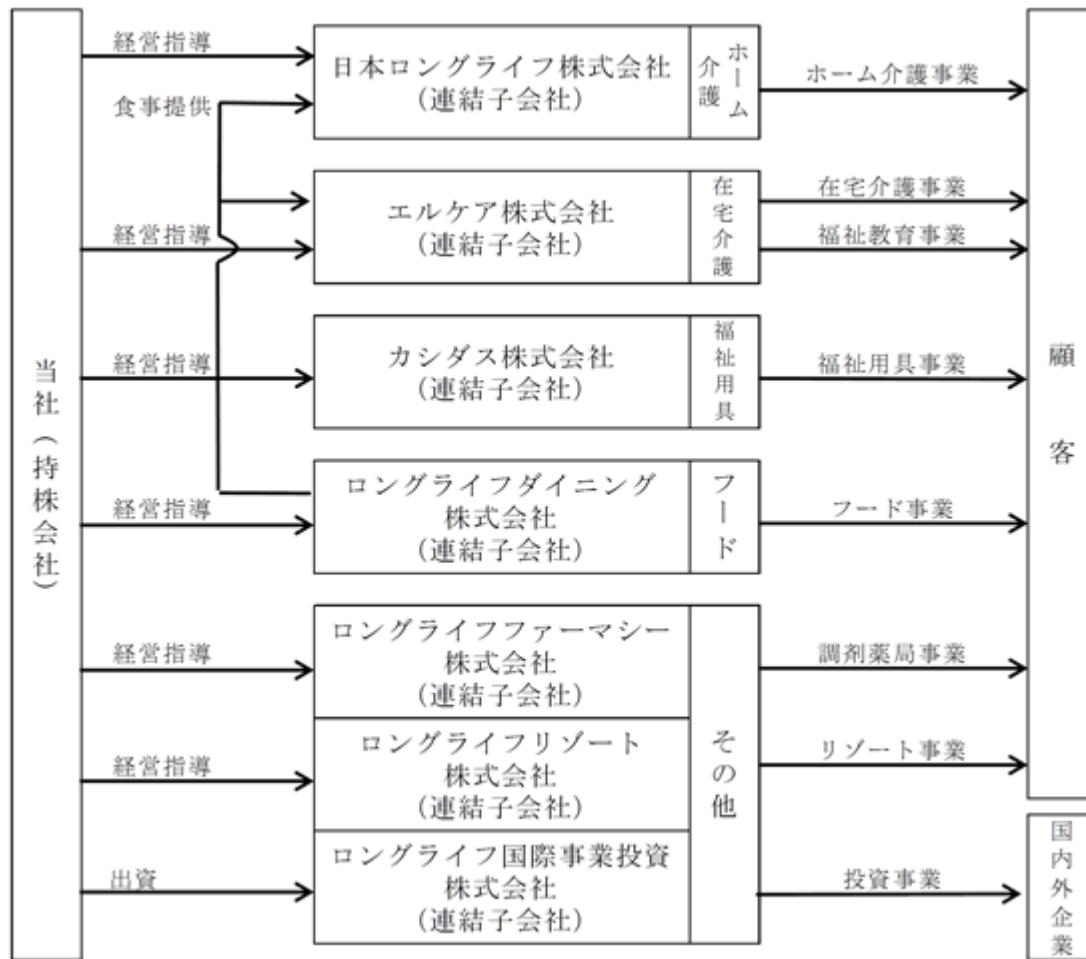 当社（持株会社）
経営指導
日本ロングライフ株式会社
（連結子会社）
ホーム
介護
ホーム介護事業
食事提供
エルケア株式会社
（連結子会社）
在宅介護
在宅介護事業
経営指導
福祉教育事業
経営指導
カシダス株式会社
（連結子会社）
福祉用具
福祉用具事業
経営指導
ロングライフダイニング
株式会社
（連結子会社）
フード
フード事業
経営指導
ロングライフファーマシー
株式会社
（連結子会社）
調剤薬局事業
経営指導
ロングライフリゾート
株式会社
（連結子会社）
その他
リゾート事業
出資
ロングライフ国際事業投資
株式会社
（連結子会社）
投資事業
顧客
国内外企業